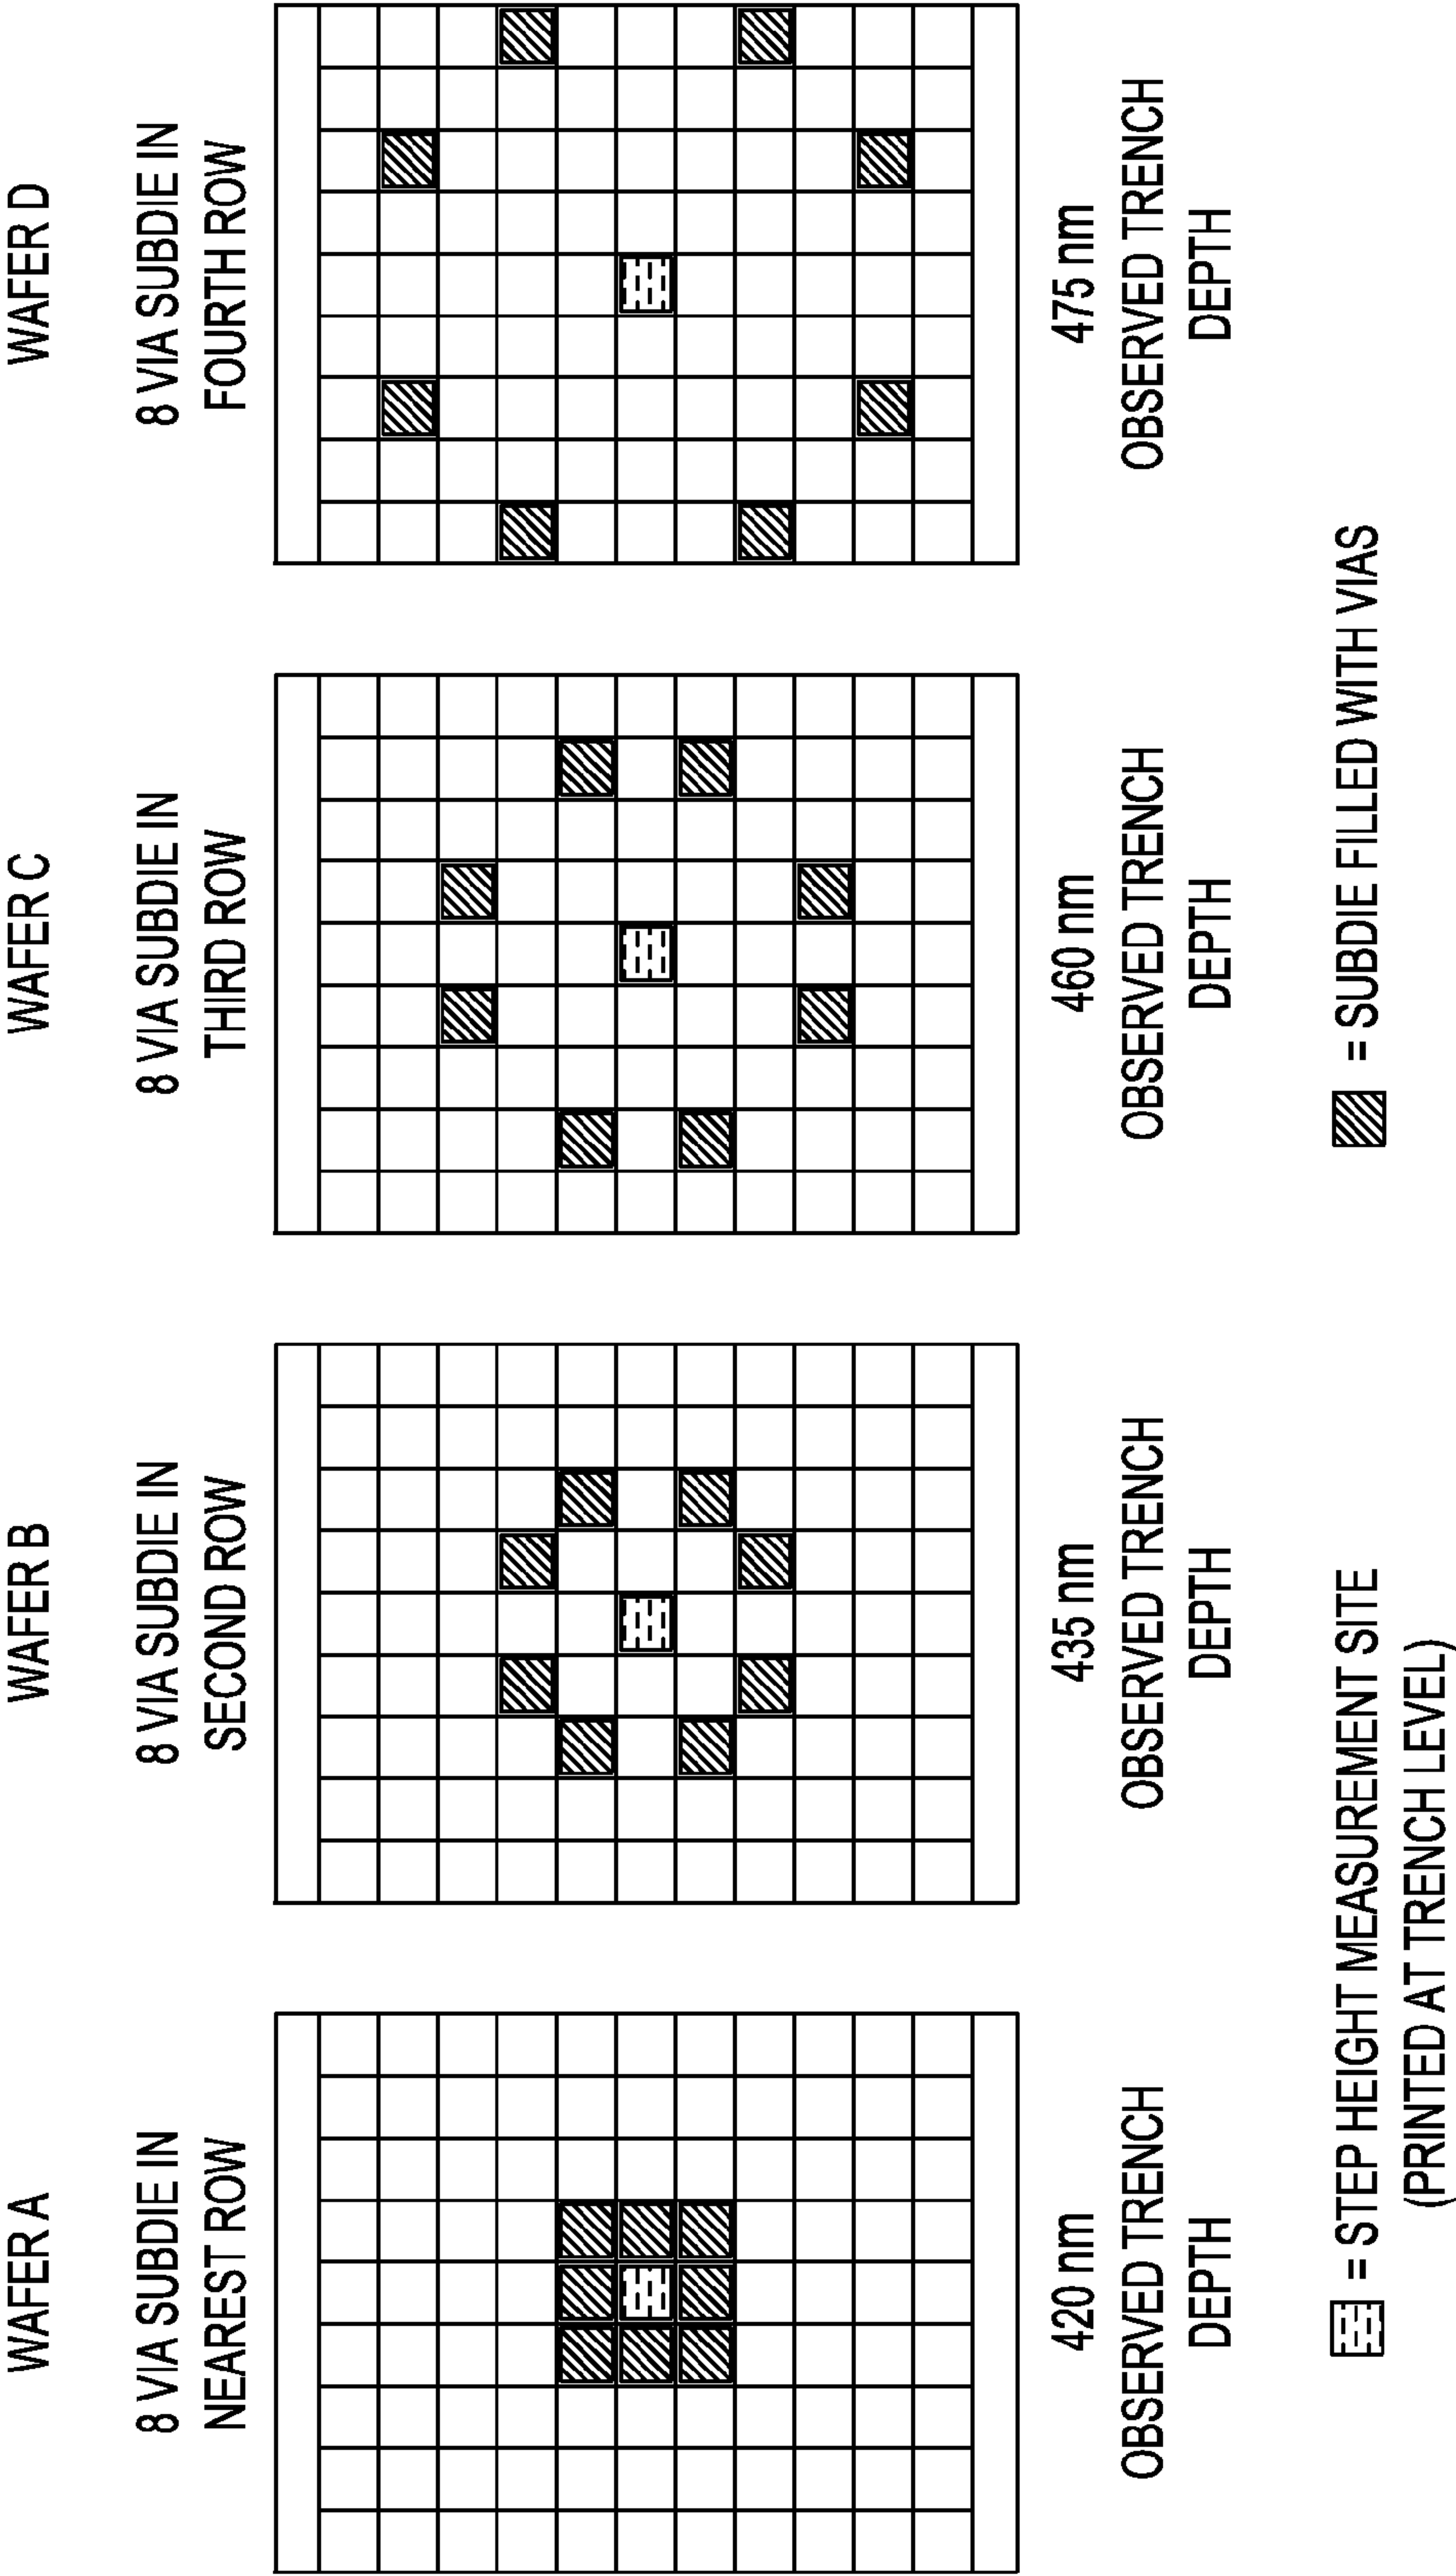 WAFER A
8 VIA SUBDIE IN
NEAREST ROW
420 nm
OBSERVED TRENCH
DEPTH
WAFER B
8 VIA SUBDIE IN
SECOND ROW
435 nm
OBSERVED TRENCH
DEPTH
WAFER C
8 VIA SUBDIE IN
THIRD ROW
460 nm
OBSERVED TRENCH
DEPTH
WAFER D
8 VIA SUBDIE IN
FOURTH ROW
475 nm
OBSERVED TRENCH
DEPTH
= STEP HEIGHT MEASUREMENT SITE
(PRINTED AT TRENCH LEVEL)
= SUBDIE FILLED WITH VIAS